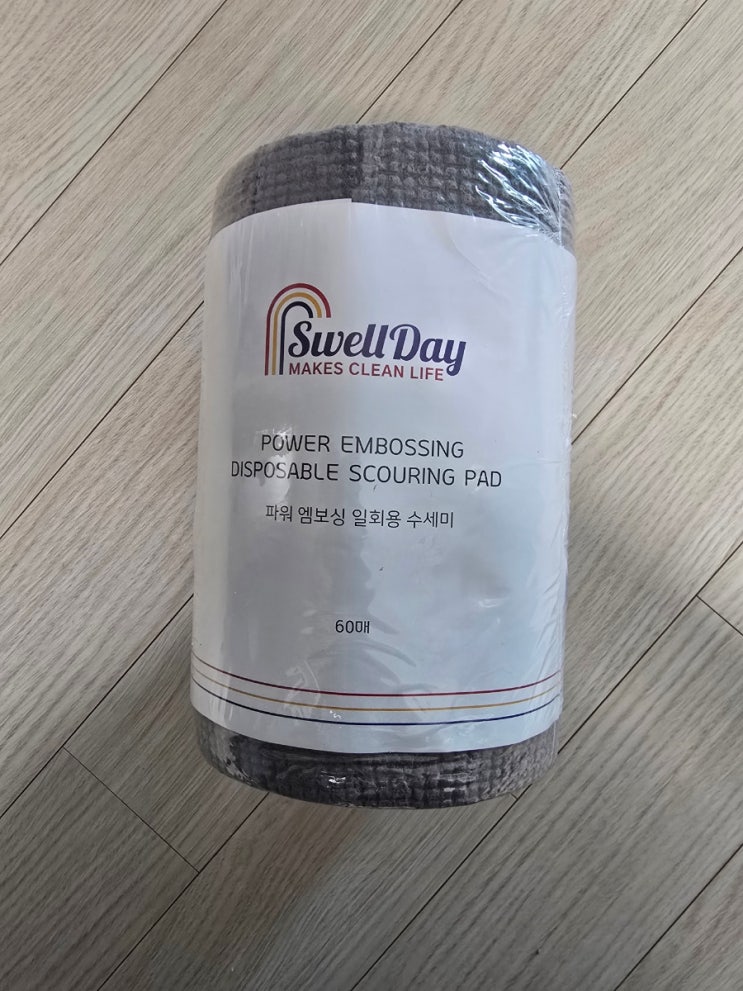 SwellDay
MAKES CLEAN LIFE
POWER EMBOSSING
DISPOSABLE SCOURING PAD
파워 엠보싱 일회용 수세미
60매